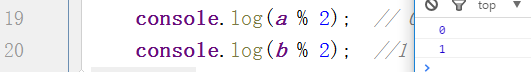 19 console.log(a % 2); //
20 console.log(b % 2); //1
top
0
1